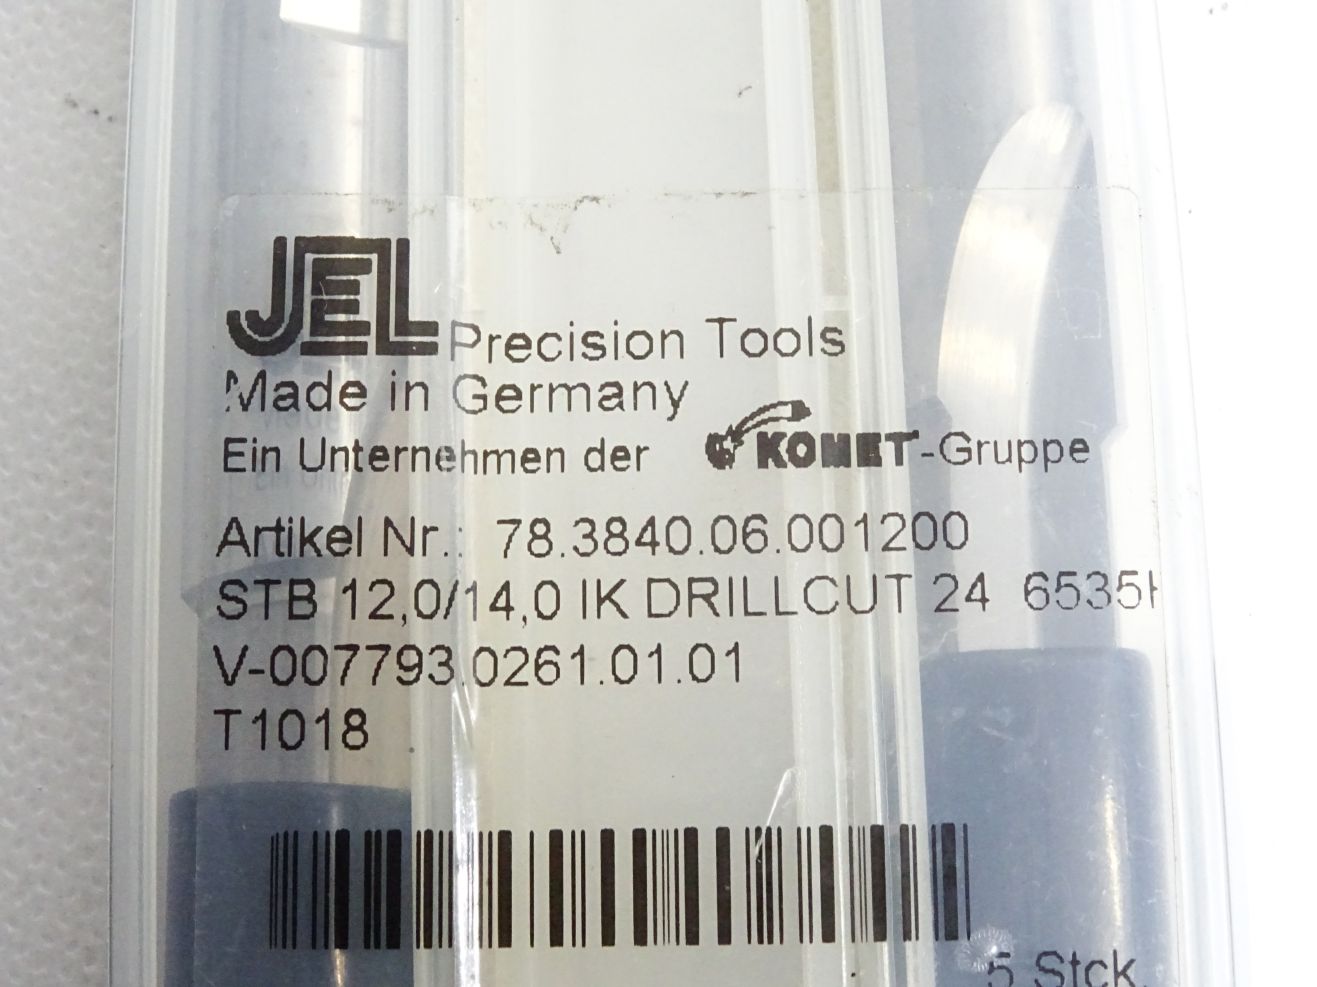 JEL Precision Tools
Made in Germany
Ein Unternehmen der KOMET-Gruppe
Artikel Nr.: 78.3840.06.001200
STB 12,0/14,0 IK DRILLCUT 24 6535H
V-007793.0261.01.01
T1018
5 Stck.